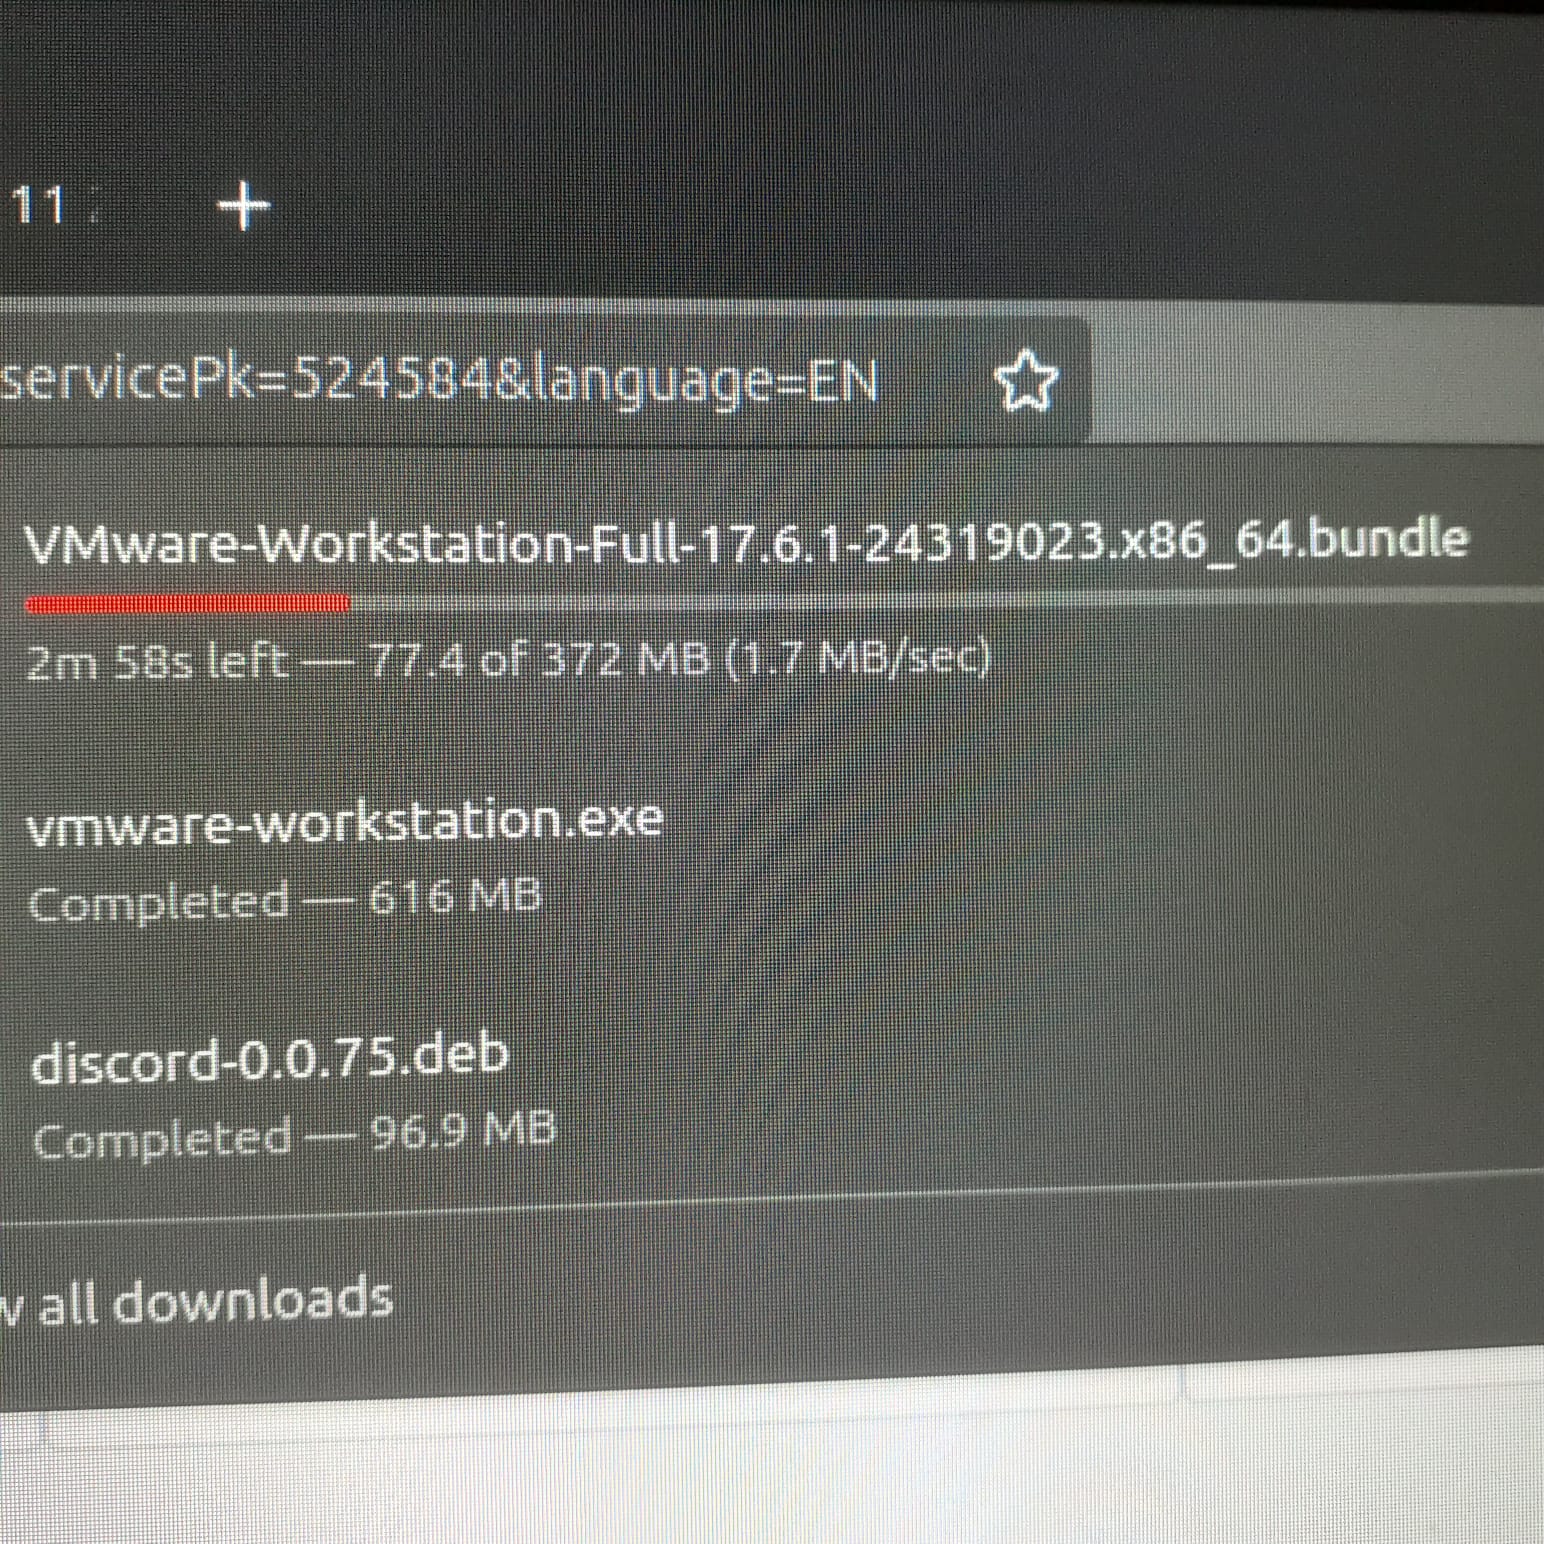 11
servicePk=524584&language=EN
VMware-Workstation-Full-17.6.1-24319023.x86_64.bundle
2m 58s left — 77.4 of 372 MB (1.7 MB/sec)
vmware-workstation.exe
Completed — 616 MB
discord-0.0.75.deb
Completed — 96.9 MB
w all downloads